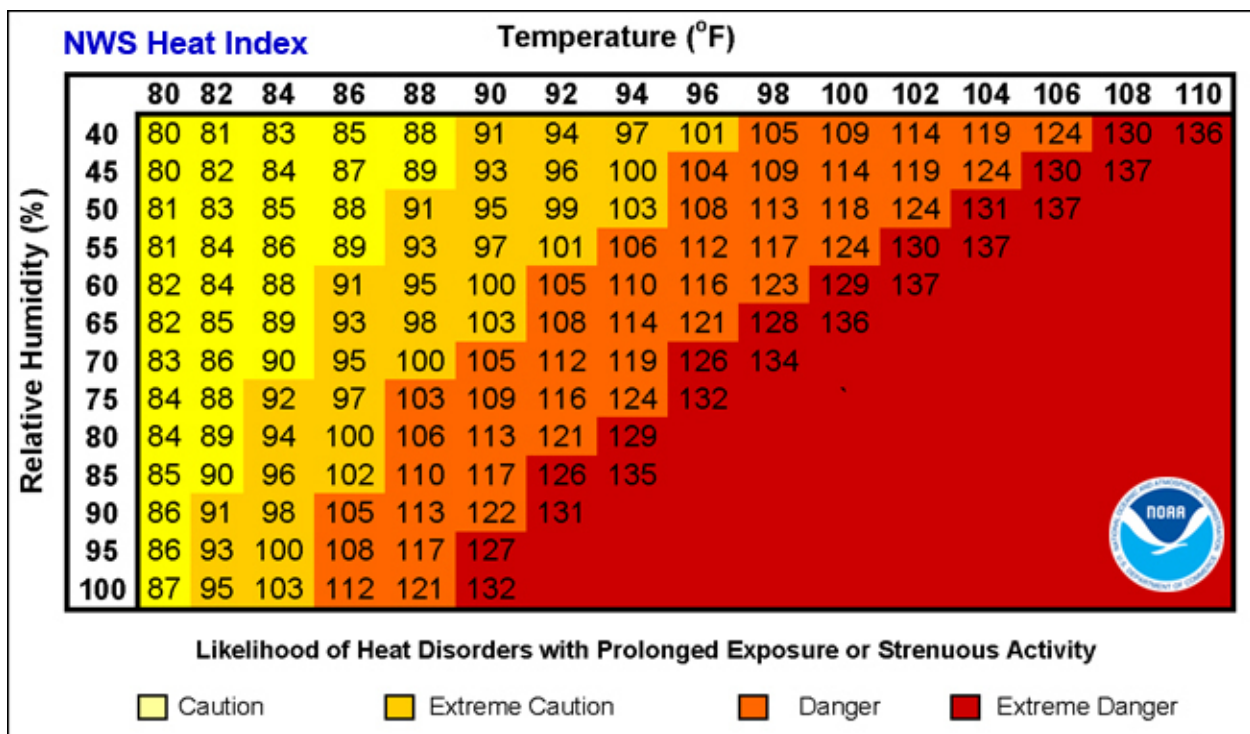 NWS Heat Index
Temperature (°F)
80 82 84 86 88 90 92 94 96 98 100 102 104 106 108 110
Relative Humidity (%)
40 80 81 83 85 88 91 94 97 101 105 109 114 119 124 130 136
45 80 82 84 87 89 93 96 100 104 109 114 119 124 130 137
50 81 83 85 88 91 95 99 103 108 113 118 124 131 137
55 81 84 86 89 93 97 101 106 112 117 124 130 137
60 82 84 88 91 95 100 105 110 116 123 129 137
65 82 85 89 93 98 103 108 114 121 128 136
70 83 86 90 95 100 105 112 119 126 134
75 84 88 92 97 103 109 116 124 132 `
80 84 89 94 100 106 113 121 129
85 85 90 96 102 110 117 126 135
90 86 91 98 105 113 122 131
95 86 93 100 108 117 127
100 87 95 103 112 121 132
NATIONAL OCEANIC AND ATMOSPHERIC ADMINISTRATION
NOAA
U.S. DEPARTMENT OF COMMERCE
Likelihood of Heat Disorders with Prolonged Exposure or Strenuous Activity
Caution
Extreme Caution
Danger
Extreme Danger